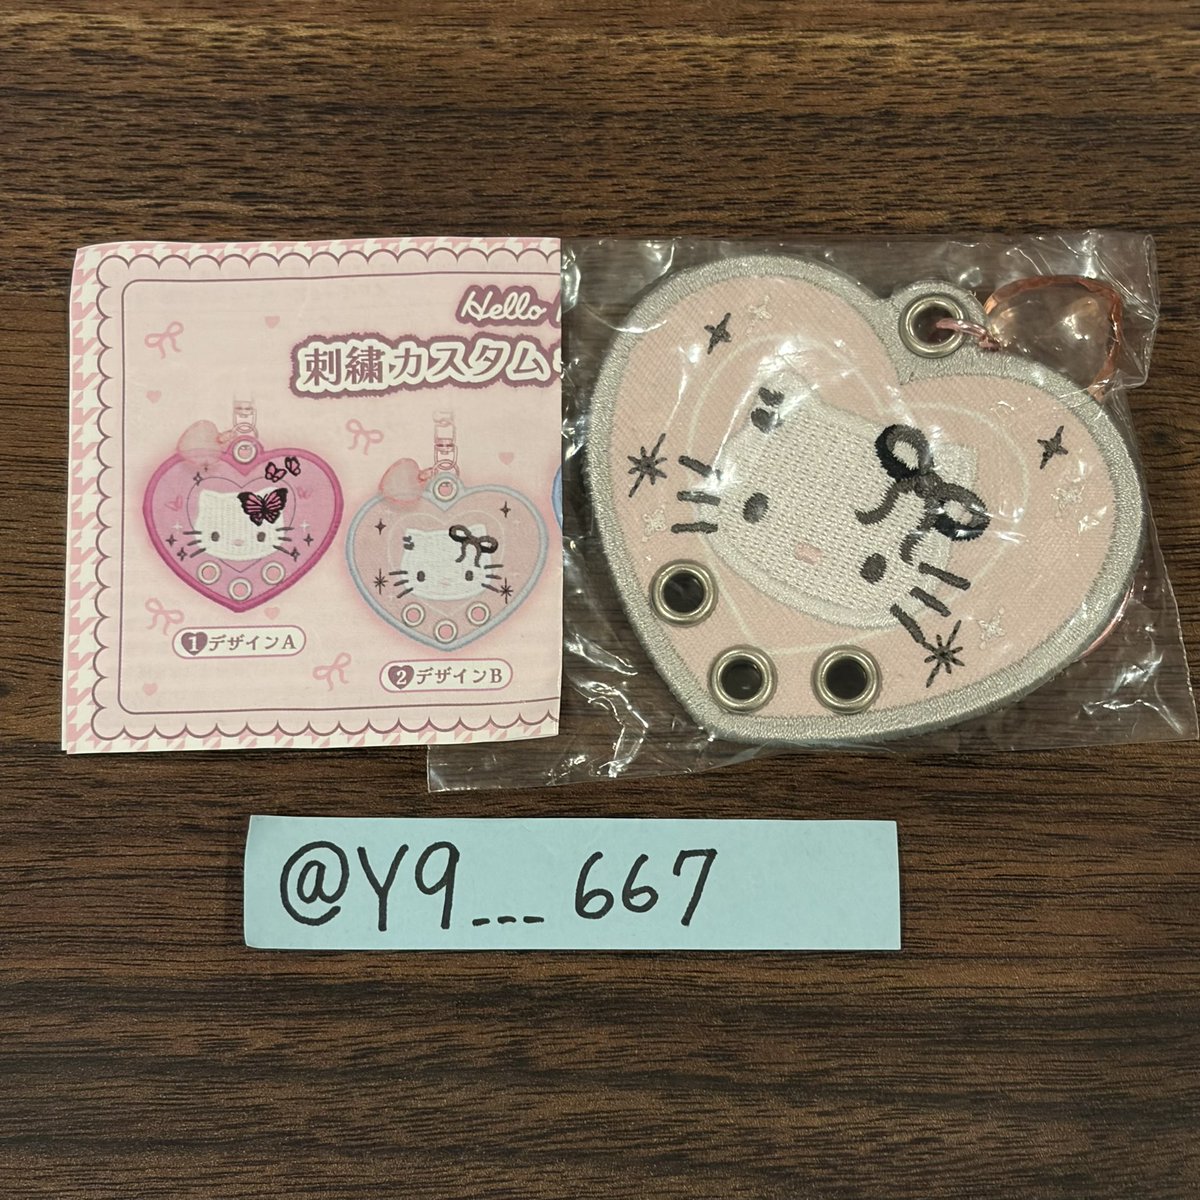 Hello
刺繍カスタム
1 デザインA
2 デザインB
@Y9___667